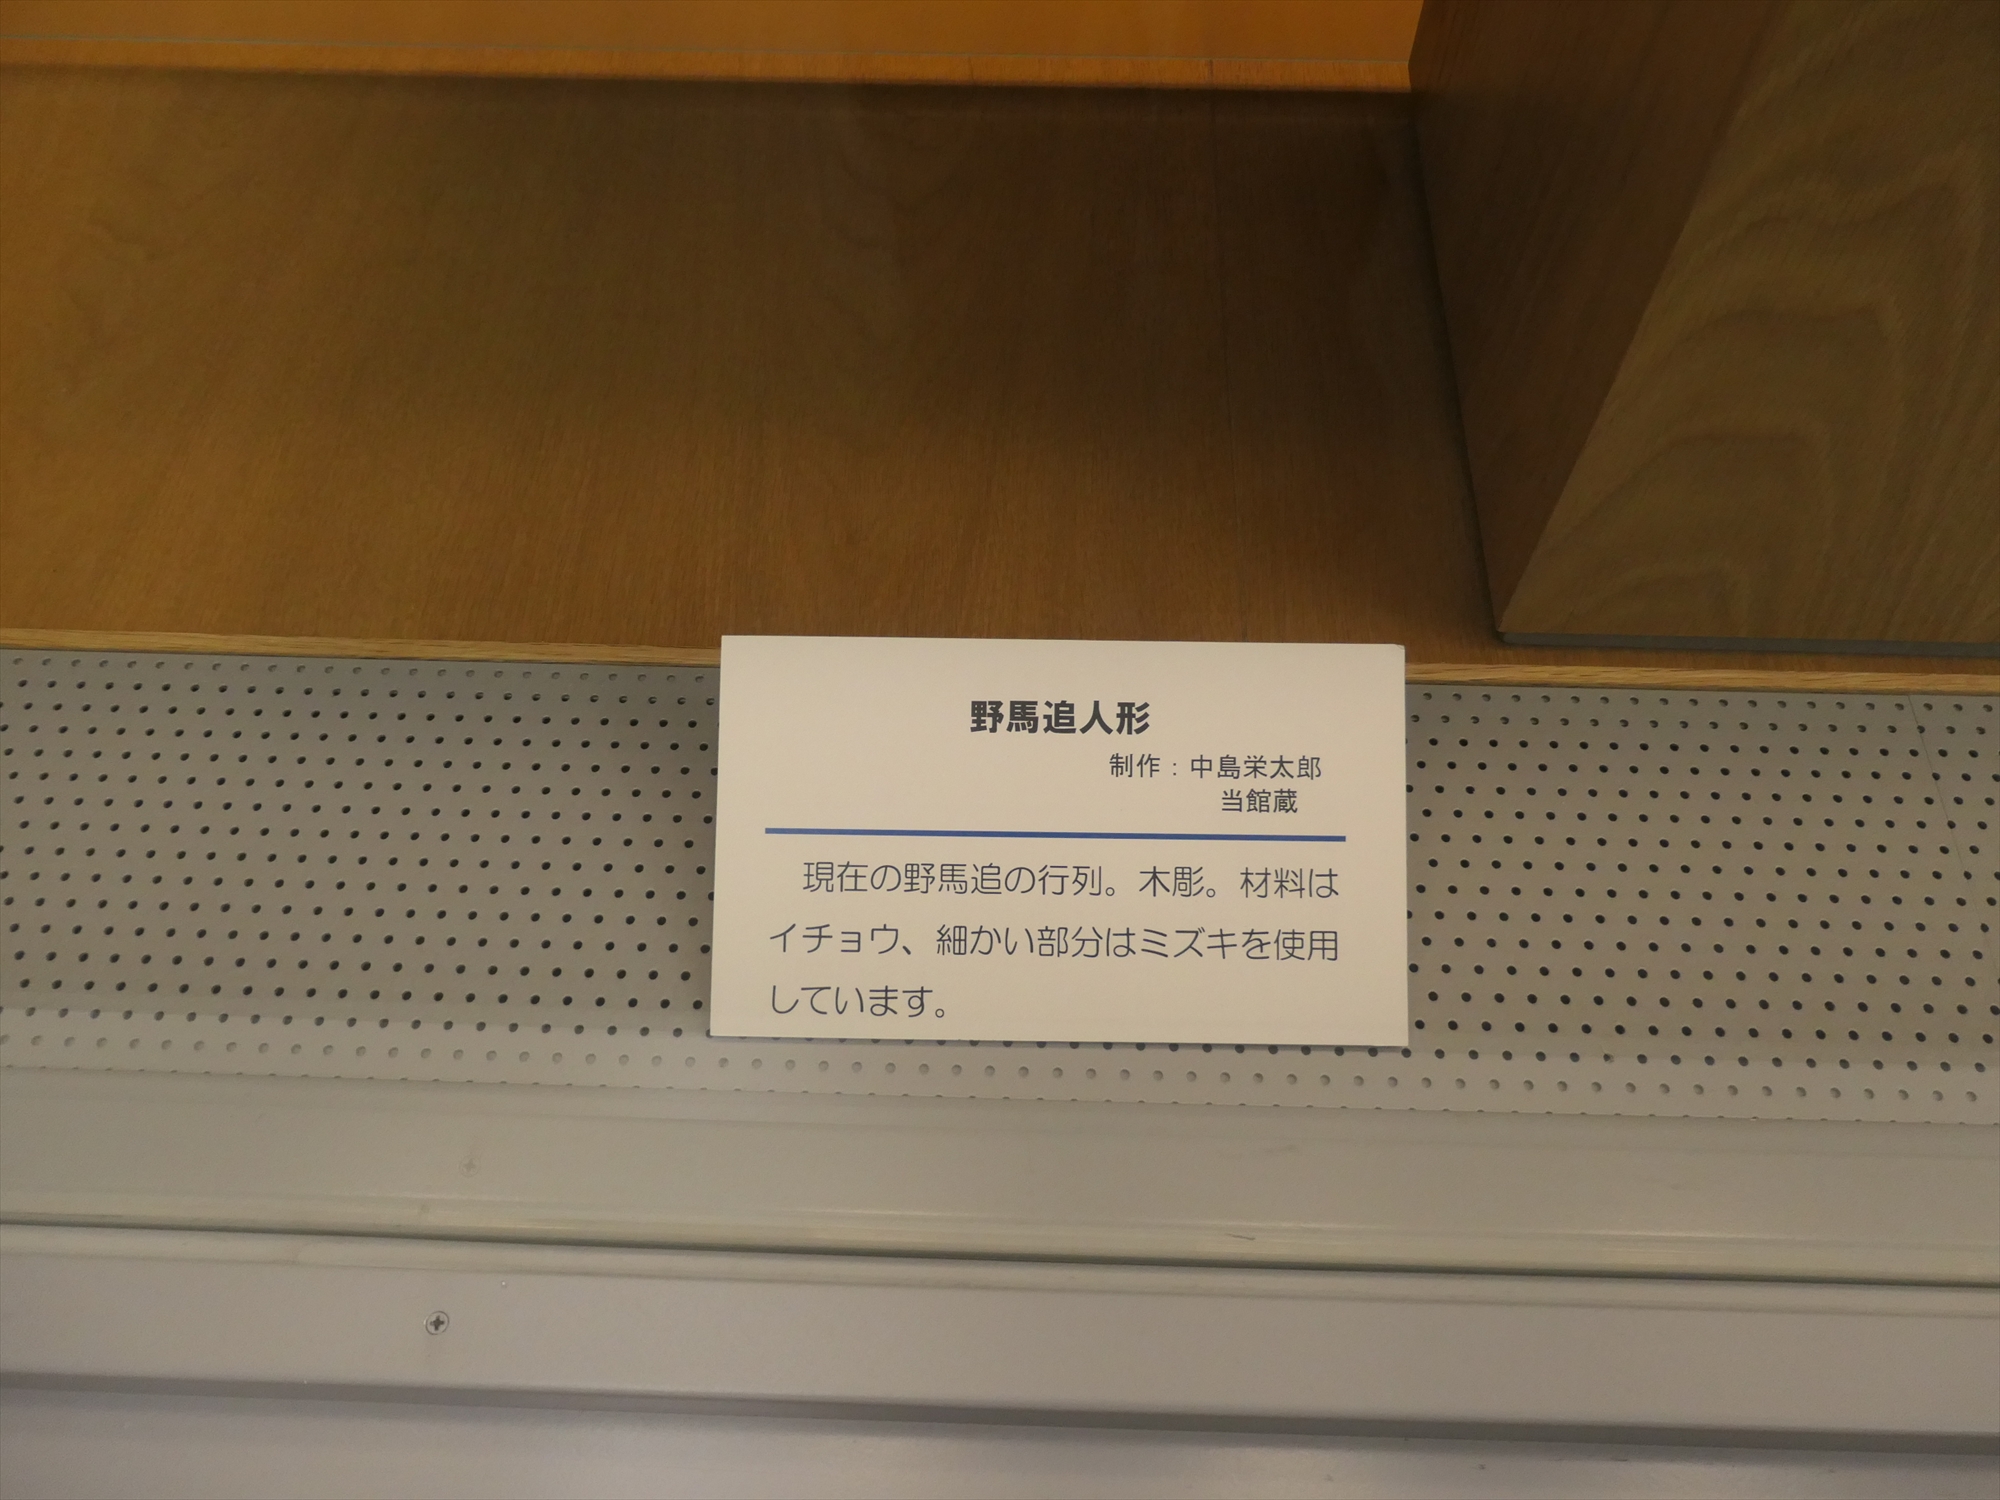 野馬追人形
制作：中島栄太郎
当館蔵
現在の野馬追の行列。木彫。材料は
イチョウ、細かい部分はミズキを使用
しています。